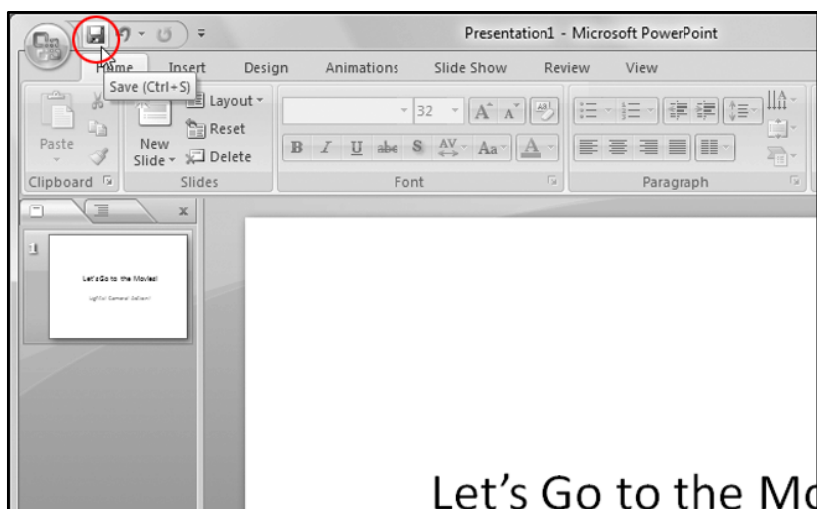 Presentation1 - Microsoft PowerPoint
Home Insert Design Animations Slide Show Review View
Save (Ctrl+S)
Layout
32 A A
Reset
Paste
New
Slide
Delete
B I U abc S AV Aa A
Clipboard Slides Font Paragraph
1
Let's Go to the Movies!
Let's Go to the Mo